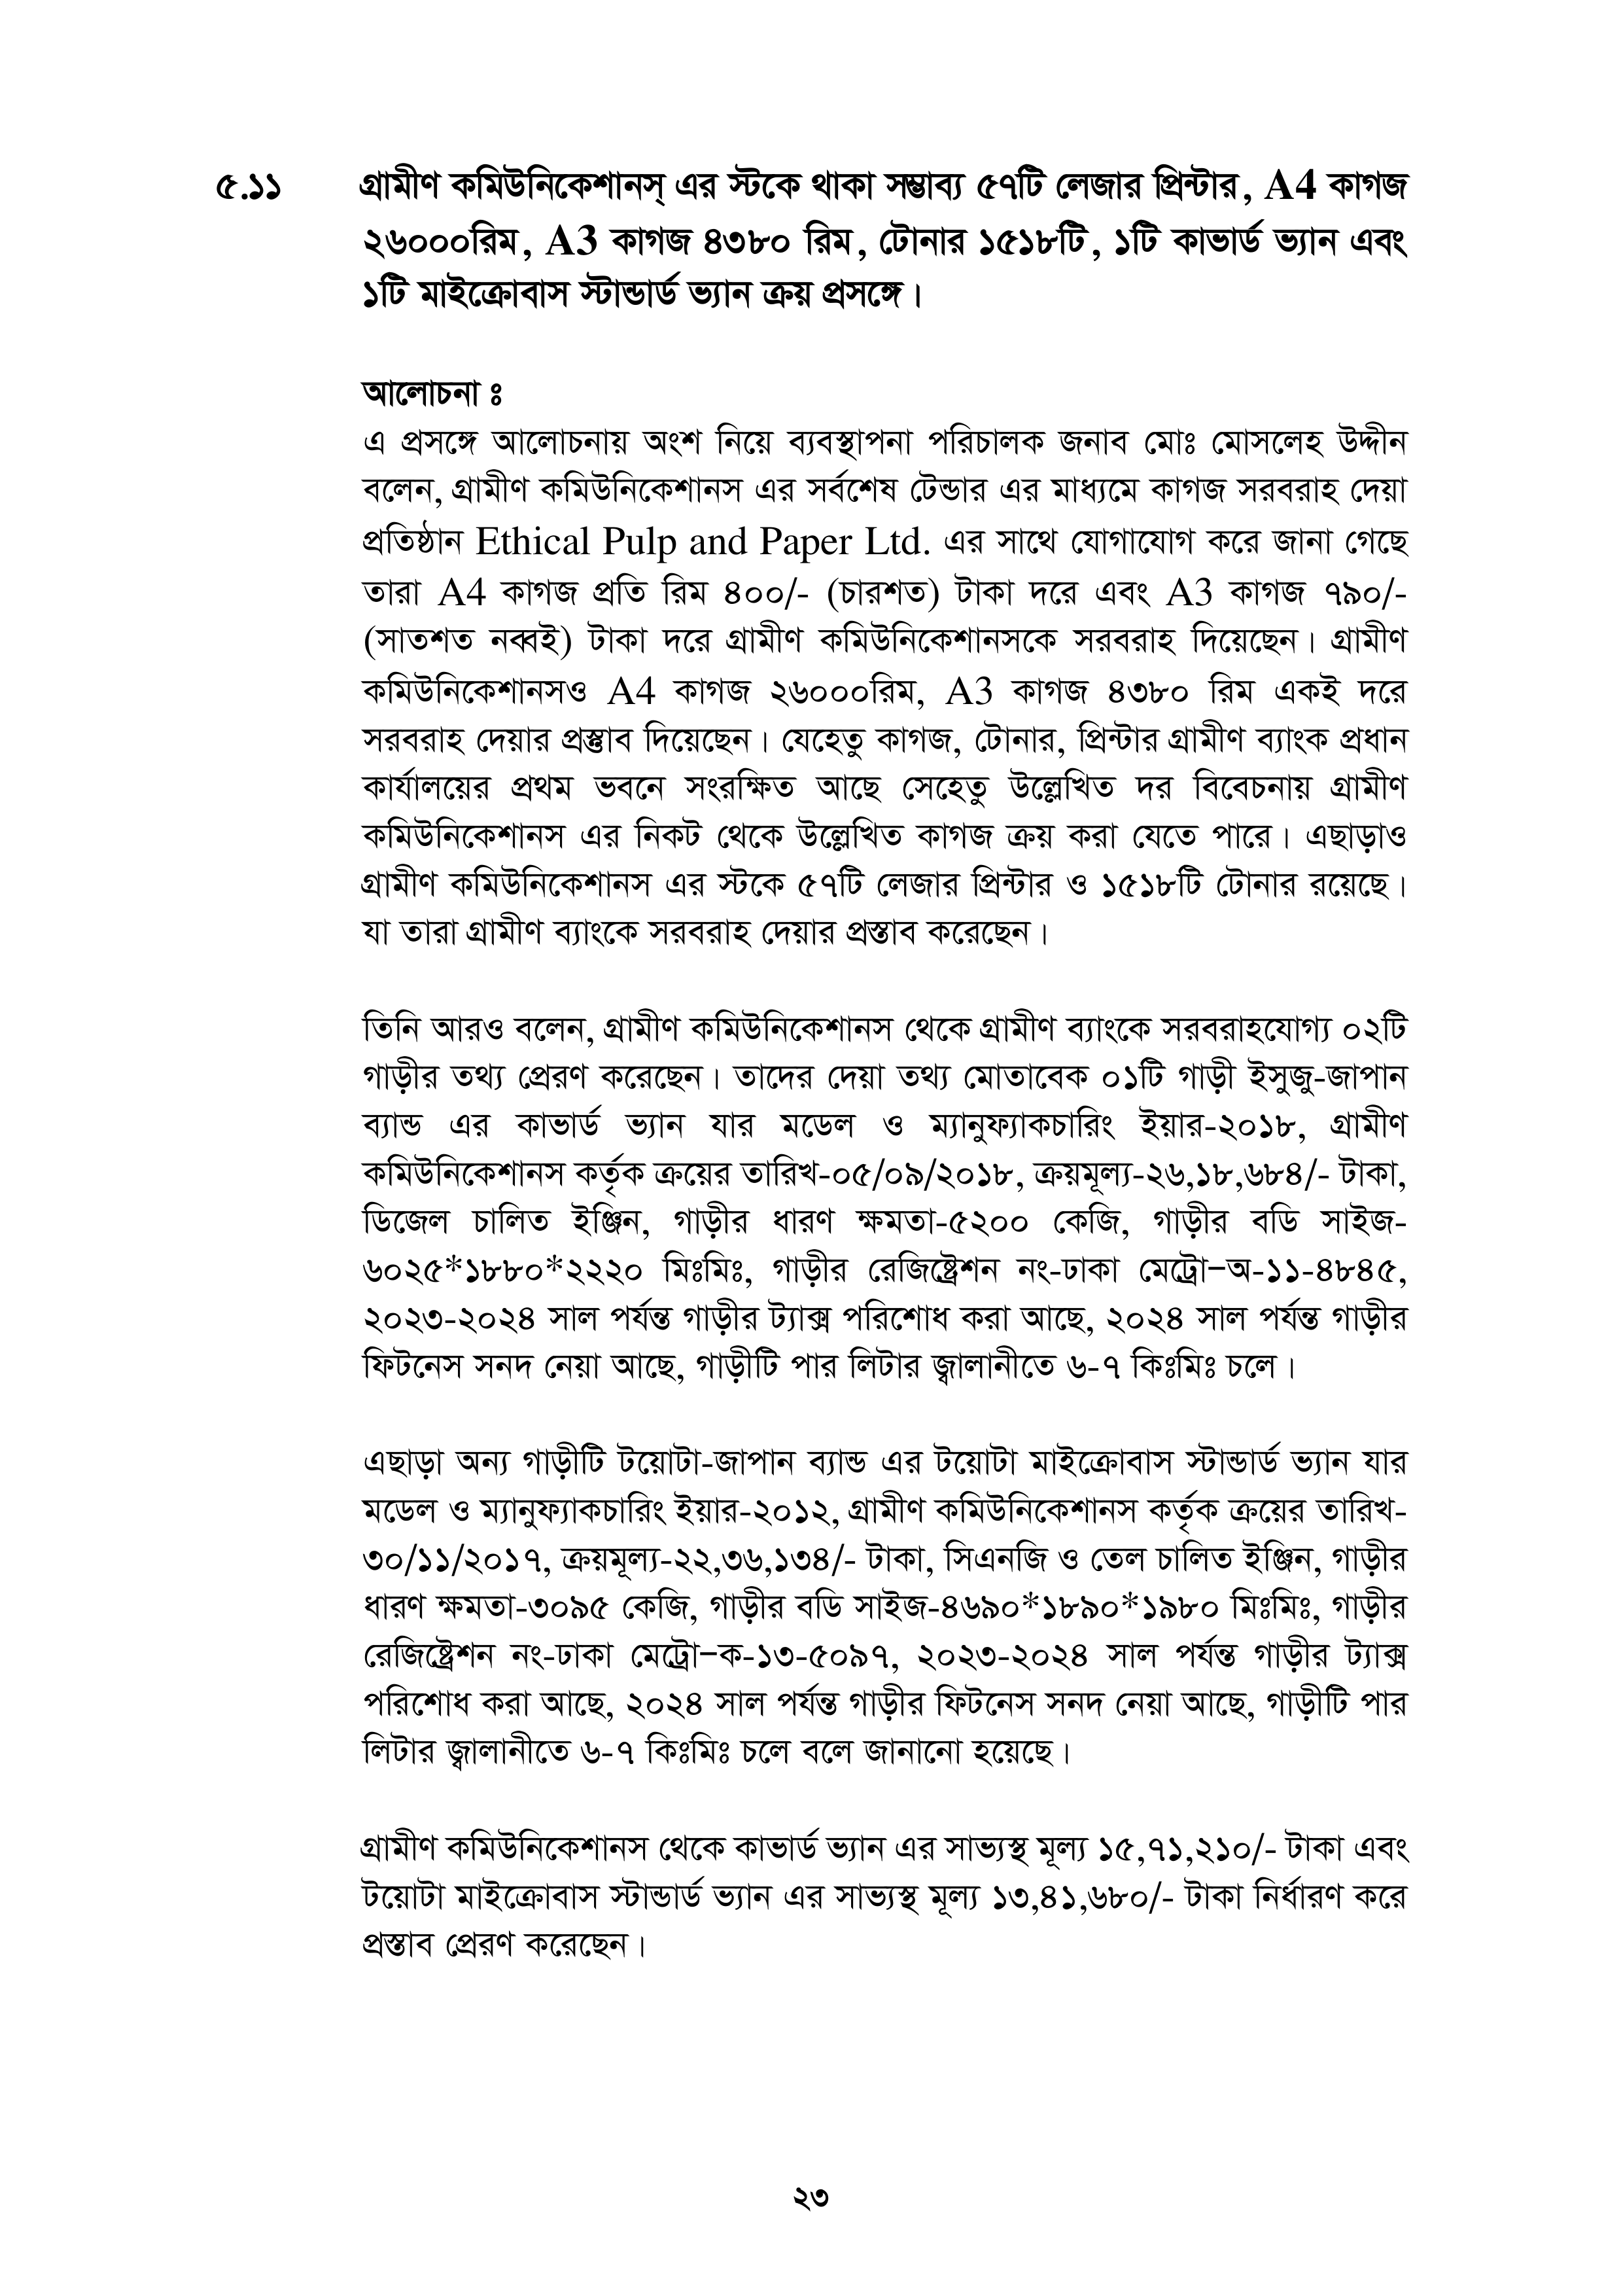 ৫.১১ গ্রামীণ কমিউনিকেশানস্ এর স্টকে থাকা সম্ভাব্য ৫৭টি লেজার প্রিন্টার, A4 কাগজ
২৬০০০রিম, A3 কাগজ ৪৩৮০ রিম, টোনার ১৫১৮টি, ১টি কাভার্ড ভ্যান এবং
১টি মাইক্রোবাস স্টান্ডার্ড ভ্যান ক্রয় প্রসঙ্গে।
আলোচনা ঃ
এ প্রসঙ্গে আলোচনায় অংশ নিয়ে ব্যবস্থাপনা পরিচালক জনাব মোঃ মোসলেহ উদ্দীন
বলেন, গ্রামীণ কমিউনিকেশানস এর সর্বশেষ টেন্ডার এর মাধ্যমে কাগজ সরবরাহ দেয়া
প্রতিষ্ঠান Ethical Pulp and Paper Ltd. এর সাথে যোগাযোগ করে জানা গেছে
তারা A4 কাগজ প্রতি রিম ৪০০/- (চারশত) টাকা দরে এবং A3 কাগজ ৭৯০/-
(সাতশত নব্বই) টাকা দরে গ্রামীণ কমিউনিকেশানসকে সরবরাহ দিয়েছেন। গ্রামীণ
কমিউনিকেশানসও A4 কাগজ ২৬০০০রিম, A3 কাগজ ৪৩৮০ রিম একই দরে
সরবরাহ দেয়ার প্রস্তাব দিয়েছেন। যেহেতু কাগজ, টোনার, প্রিন্টার গ্রামীণ ব্যাংক প্রধান
কার্যালয়ের প্রথম ভবনে সংরক্ষিত আছে সেহেতু উল্লেখিত দর বিবেচনায় গ্রামীণ
কমিউনিকেশানস এর নিকট থেকে উল্লেখিত কাগজ ক্রয় করা যেতে পারে। এছাড়াও
গ্রামীণ কমিউনিকেশানস এর স্টকে ৫৭টি লেজার প্রিন্টার ও ১৫১৮টি টোনার রয়েছে।
যা তারা গ্রামীণ ব্যাংকে সরবরাহ দেয়ার প্রস্তাব করেছেন।
তিনি আরও বলেন, গ্রামীণ কমিউনিকেশানস থেকে গ্রামীণ ব্যাংকে সরবরাহযোগ্য ০২টি
গাড়ীর তথ্য প্রেরণ করেছেন। তাদের দেয়া তথ্য মোতাবেক ০১টি গাড়ী ইসুজু-জাপান
ব্যান্ড এর কাভার্ড ভ্যান যার মডেল ও ম্যানুফ্যাকচারিং ইয়ার-২০১৮, গ্রামীণ
কমিউনিকেশানস কর্তৃক ক্রয়ের তারিখ-০৫/০৯/২০১৮, ক্রয়মূল্য-২৬,১৮,৬৮৪/- টাকা,
ডিজেল চালিত ইঞ্জিন, গাড়ীর ধারণ ক্ষমতা-৫২০০ কেজি, গাড়ীর বডি সাইজ-
৬০২৫*১৮৮০*২২২০ মিঃমিঃ, গাড়ীর রেজিষ্ট্রেশন নং-ঢাকা মেট্রো–অ-১১-৪৮৪৫,
২০২৩-২০২৪ সাল পর্যন্ত গাড়ীর ট্যাক্স পরিশোধ করা আছে, ২০২৪ সাল পর্যন্ত গাড়ীর
ফিটনেস সনদ নেয়া আছে, গাড়ীটি পার লিটার জ্বালানীতে ৬-৭ কিঃমিঃ চলে।
এছাড়া অন্য গাড়ীটি টয়োটা-জাপান ব্যান্ড এর টয়োটা মাইক্রোবাস স্টান্ডার্ড ভ্যান যার
মডেল ও ম্যানুফ্যাকচারিং ইয়ার-২০১২, গ্রামীণ কমিউনিকেশানস কর্তৃক ক্রয়ের তারিখ-
৩০/১১/২০১৭, ক্রয়মূল্য-২২,৩৬,১৩৪/- টাকা, সিএনজি ও তেল চালিত ইঞ্জিন, গাড়ীর
ধারণ ক্ষমতা-৩০৯৫ কেজি, গাড়ীর বডি সাইজ-৪৬৯০*১৮৯০*১৯৮০ মিঃমিঃ, গাড়ীর
রেজিষ্ট্রেশন নং-ঢাকা মেট্রো–ক-১৩-৫০৯৭, ২০২৩-২০২৪ সাল পর্যন্ত গাড়ীর ট্যাক্স
পরিশোধ করা আছে, ২০২৪ সাল পর্যন্ত গাড়ীর ফিটনেস সনদ নেয়া আছে, গাড়ীটি পার
লিটার জ্বালানীতে ৬-৭ কিঃমিঃ চলে বলে জানানো হয়েছে।
গ্রামীণ কমিউনিকেশানস থেকে কাভার্ড ভ্যান এর সাভ্যস্থ মূল্য ১৫,৭১,২১০/- টাকা এবং
টয়োটা মাইক্রোবাস স্টান্ডার্ড ভ্যান এর সাভ্যস্থ মূল্য ১৩,৪১,৬৮০/- টাকা নির্ধারণ করে
প্রস্তাব প্রেরণ করেছেন।
২৩